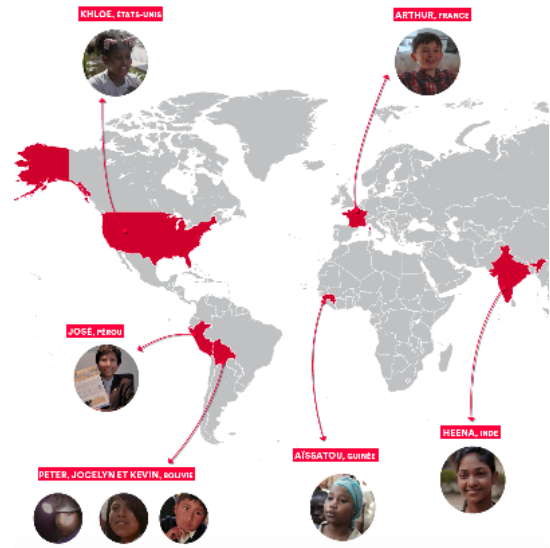 KHLOE, ÉTATS-UNIS
ARTHUR, FRANCE
JOSÉ, PÉROU
HEENA, INDE
AÏSSATOU, GUINÉE
PETER, JOCELYN ET KEVIN, BOLIVIE